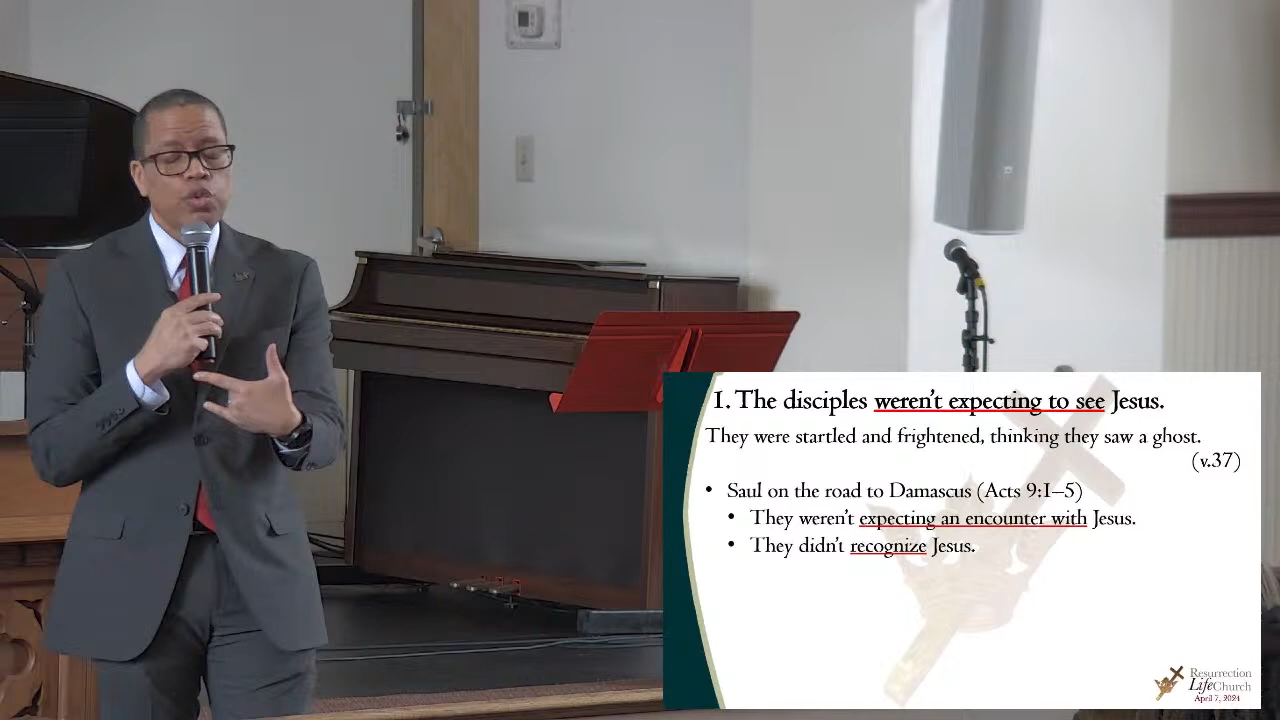 1. The disciples weren't expecting to see Jesus.
They were startled and frightened, thinking they saw a ghost.
(v.37)
• Saul on the road to Damascus (Acts 9:1–5)
• They weren't expecting an encounter with Jesus.
• They didn't recognize Jesus.
Resurrection
LifeChurch
April 7, 2024